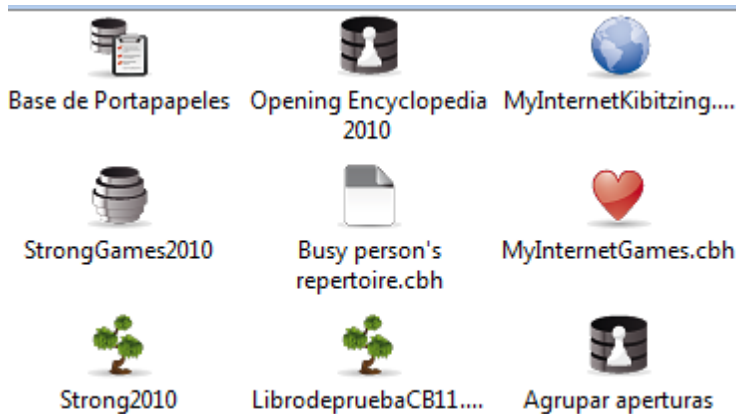 Base de Portapapeles
Opening Encyclopedia
2010
MyInternetKibitzing....
StrongGames2010
Busy person's
repertoire.cbh
MyInternetGames.cbh
Strong2010
LibrodepruebaCB11....
Agrupar aperturas